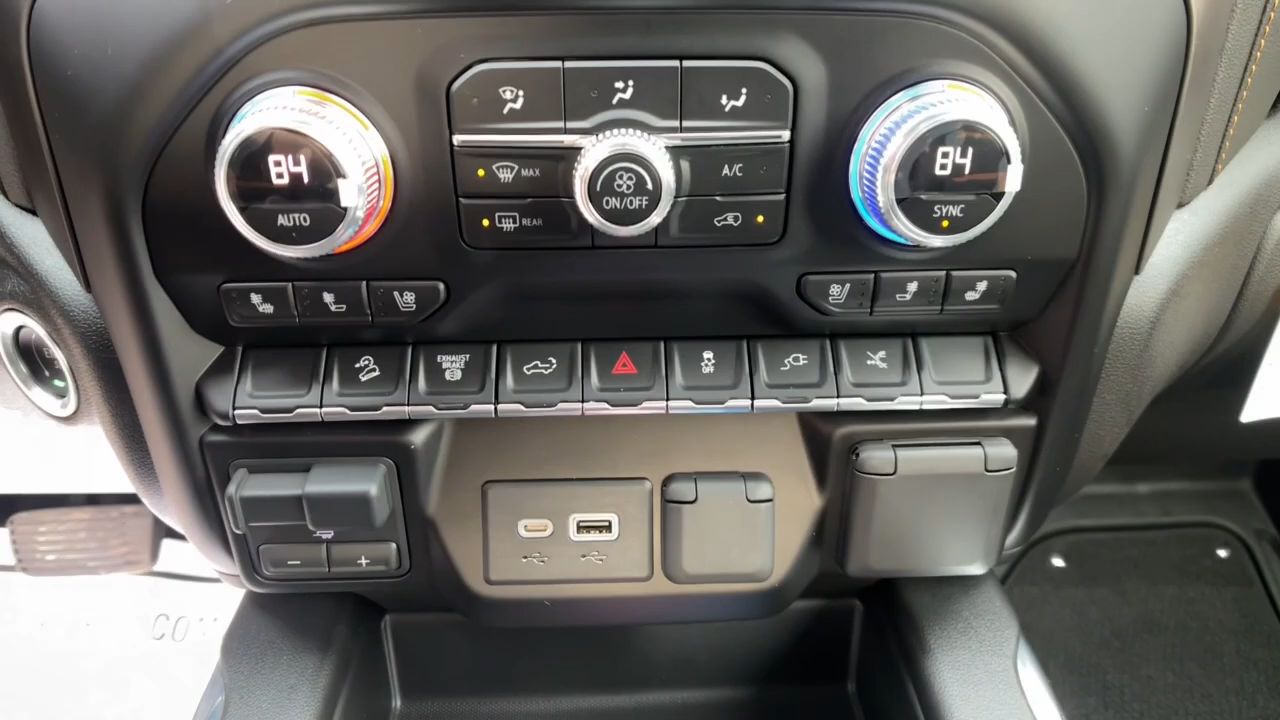 84
84
AUTO
SYNC
MAX
A/C
ON/OFF
REAR
EXHAUST
BRAKE
OFF
− +